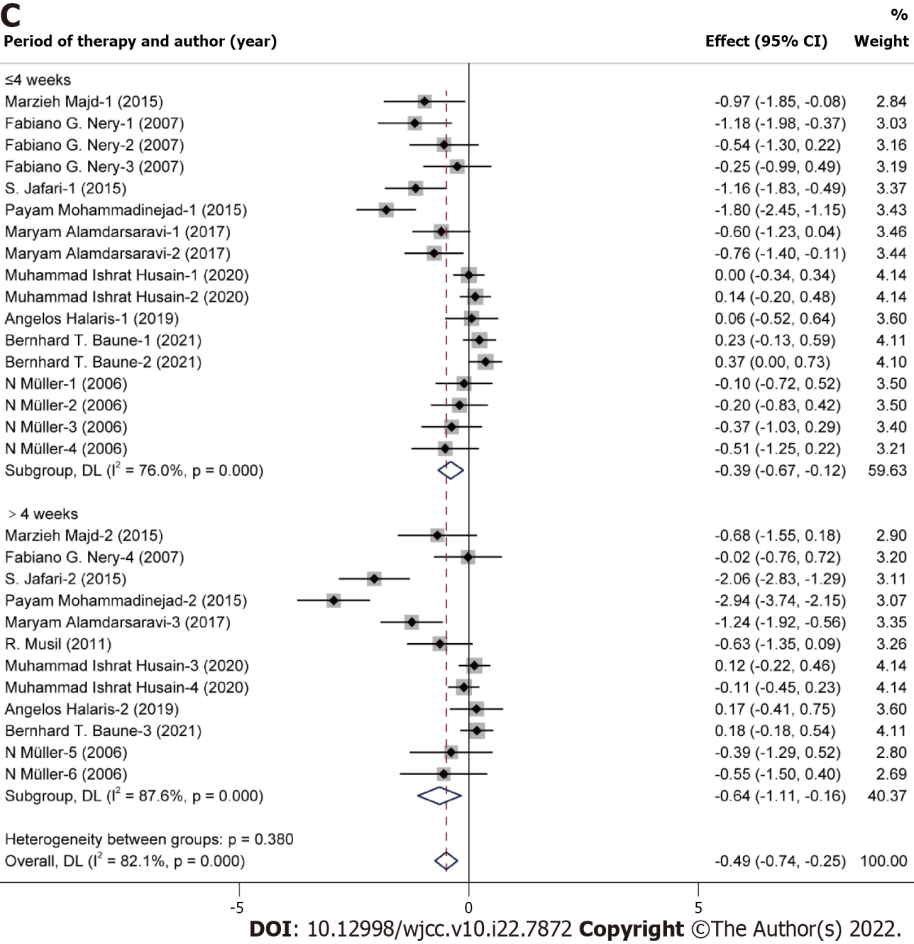 C
%
Period of therapy and author (year) Effect (95% CI) Weight
≤4 weeks
Marzieh Majd-1 (2015) -0.97 (-1.85, -0.08) 2.84
Fabiano G. Nery-1 (2007) -1.18 (-1.98, -0.37) 3.03
Fabiano G. Nery-2 (2007) -0.54 (-1.30, 0.22) 3.16
Fabiano G. Nery-3 (2007) -0.25 (-0.99, 0.49) 3.19
S. Jafari-1 (2015) -1.16 (-1.83, -0.49) 3.37
Payam Mohammadinejad-1 (2015) -1.80 (-2.45, -1.15) 3.43
Maryam Alamdarsaravi-1 (2017) -0.60 (-1.23, 0.04) 3.46
Maryam Alamdarsaravi-2 (2017) -0.76 (-1.40, -0.11) 3.44
Muhammad Ishrat Husain-1 (2020) 0.00 (-0.34, 0.34) 4.14
Muhammad Ishrat Husain-2 (2020) 0.14 (-0.20, 0.48) 4.14
Angelos Halaris-1 (2019) 0.06 (-0.52, 0.64) 3.60
Bernhard T. Baune-1 (2021) 0.23 (-0.13, 0.59) 4.11
Bernhard T. Baune-2 (2021) 0.37 (0.00, 0.73) 4.10
N Müller-1 (2006) -0.10 (-0.72, 0.52) 3.50
N Müller-2 (2006) -0.20 (-0.83, 0.42) 3.50
N Müller-3 (2006) -0.37 (-1.03, 0.29) 3.40
N Müller-4 (2006) -0.51 (-1.25, 0.22) 3.21
Subgroup, DL (I² = 76.0%, p = 0.000) -0.39 (-0.67, -0.12) 59.63
> 4 weeks
Marzieh Majd-2 (2015) -0.68 (-1.55, 0.18) 2.90
Fabiano G. Nery-4 (2007) -0.02 (-0.76, 0.72) 3.20
S. Jafari-2 (2015) -2.06 (-2.83, -1.29) 3.11
Payam Mohammadinejad-2 (2015) -2.94 (-3.74, -2.15) 3.07
Maryam Alamdarsaravi-3 (2017) -1.24 (-1.92, -0.56) 3.35
R. Musil (2011) -0.63 (-1.35, 0.09) 3.26
Muhammad Ishrat Husain-3 (2020) 0.12 (-0.22, 0.46) 4.14
Muhammad Ishrat Husain-4 (2020) -0.11 (-0.45, 0.23) 4.14
Angelos Halaris-2 (2019) 0.17 (-0.41, 0.75) 3.60
Bernhard T. Baune-3 (2021) 0.18 (-0.18, 0.54) 4.11
N Müller-5 (2006) -0.39 (-1.29, 0.52) 2.80
N Müller-6 (2006) -0.55 (-1.50, 0.40) 2.69
Subgroup, DL (I² = 87.6%, p = 0.000) -0.64 (-1.11, -0.16) 40.37
Heterogeneity between groups: p = 0.380
Overall, DL (I² = 82.1%, p = 0.000) -0.49 (-0.74, -0.25) 100.00
-5 0 5
DOI: 10.12998/wjcc.v10.i22.7872 Copyright ©The Author(s) 2022.